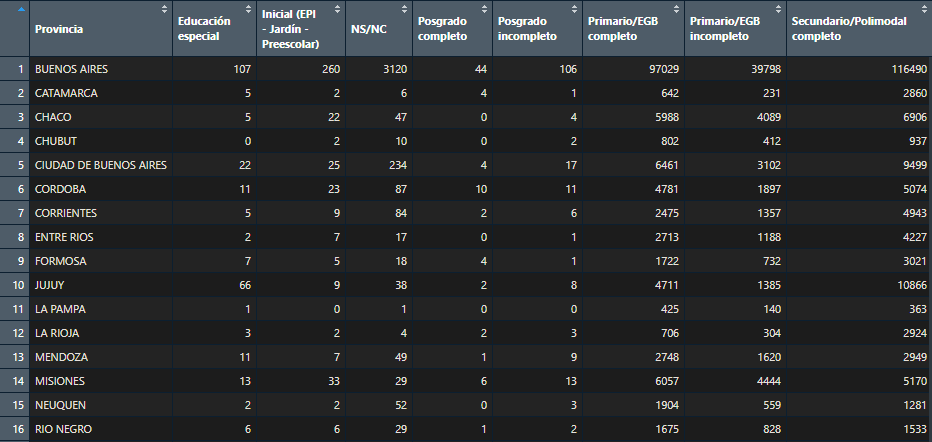 Provincia Educación especial Inicial (EPI - Jardín - Preescolar) NS/NC Posgrado completo Posgrado incompleto Primario/EGB completo Primario/EGB incompleto Secundario/Polimodal completo
1 BUENOS AIRES 107 260 3120 44 106 97029 39798 116490
2 CATAMARCA 5 2 6 4 1 642 231 2860
3 CHACO 5 22 47 0 4 5988 4089 6906
4 CHUBUT 0 2 10 0 2 802 412 937
5 CIUDAD DE BUENOS AIRES 22 25 234 4 17 6461 3102 9499
6 CORDOBA 11 23 87 10 11 4781 1897 5074
7 CORRIENTES 5 9 84 2 6 2475 1357 4943
8 ENTRE RIOS 2 7 17 0 1 2713 1188 4227
9 FORMOSA 7 5 18 4 1 1722 732 3021
10 JUJUY 66 9 38 2 8 4711 1385 10866
11 LA PAMPA 1 0 1 0 0 425 140 363
12 LA RIOJA 3 2 4 2 3 706 304 2924
13 MENDOZA 11 7 49 1 9 2748 1620 2949
14 MISIONES 13 33 29 6 13 6057 4444 5170
15 NEUQUEN 2 2 52 0 3 1904 559 1281
16 RIO NEGRO 6 6 29 1 2 1675 828 1533